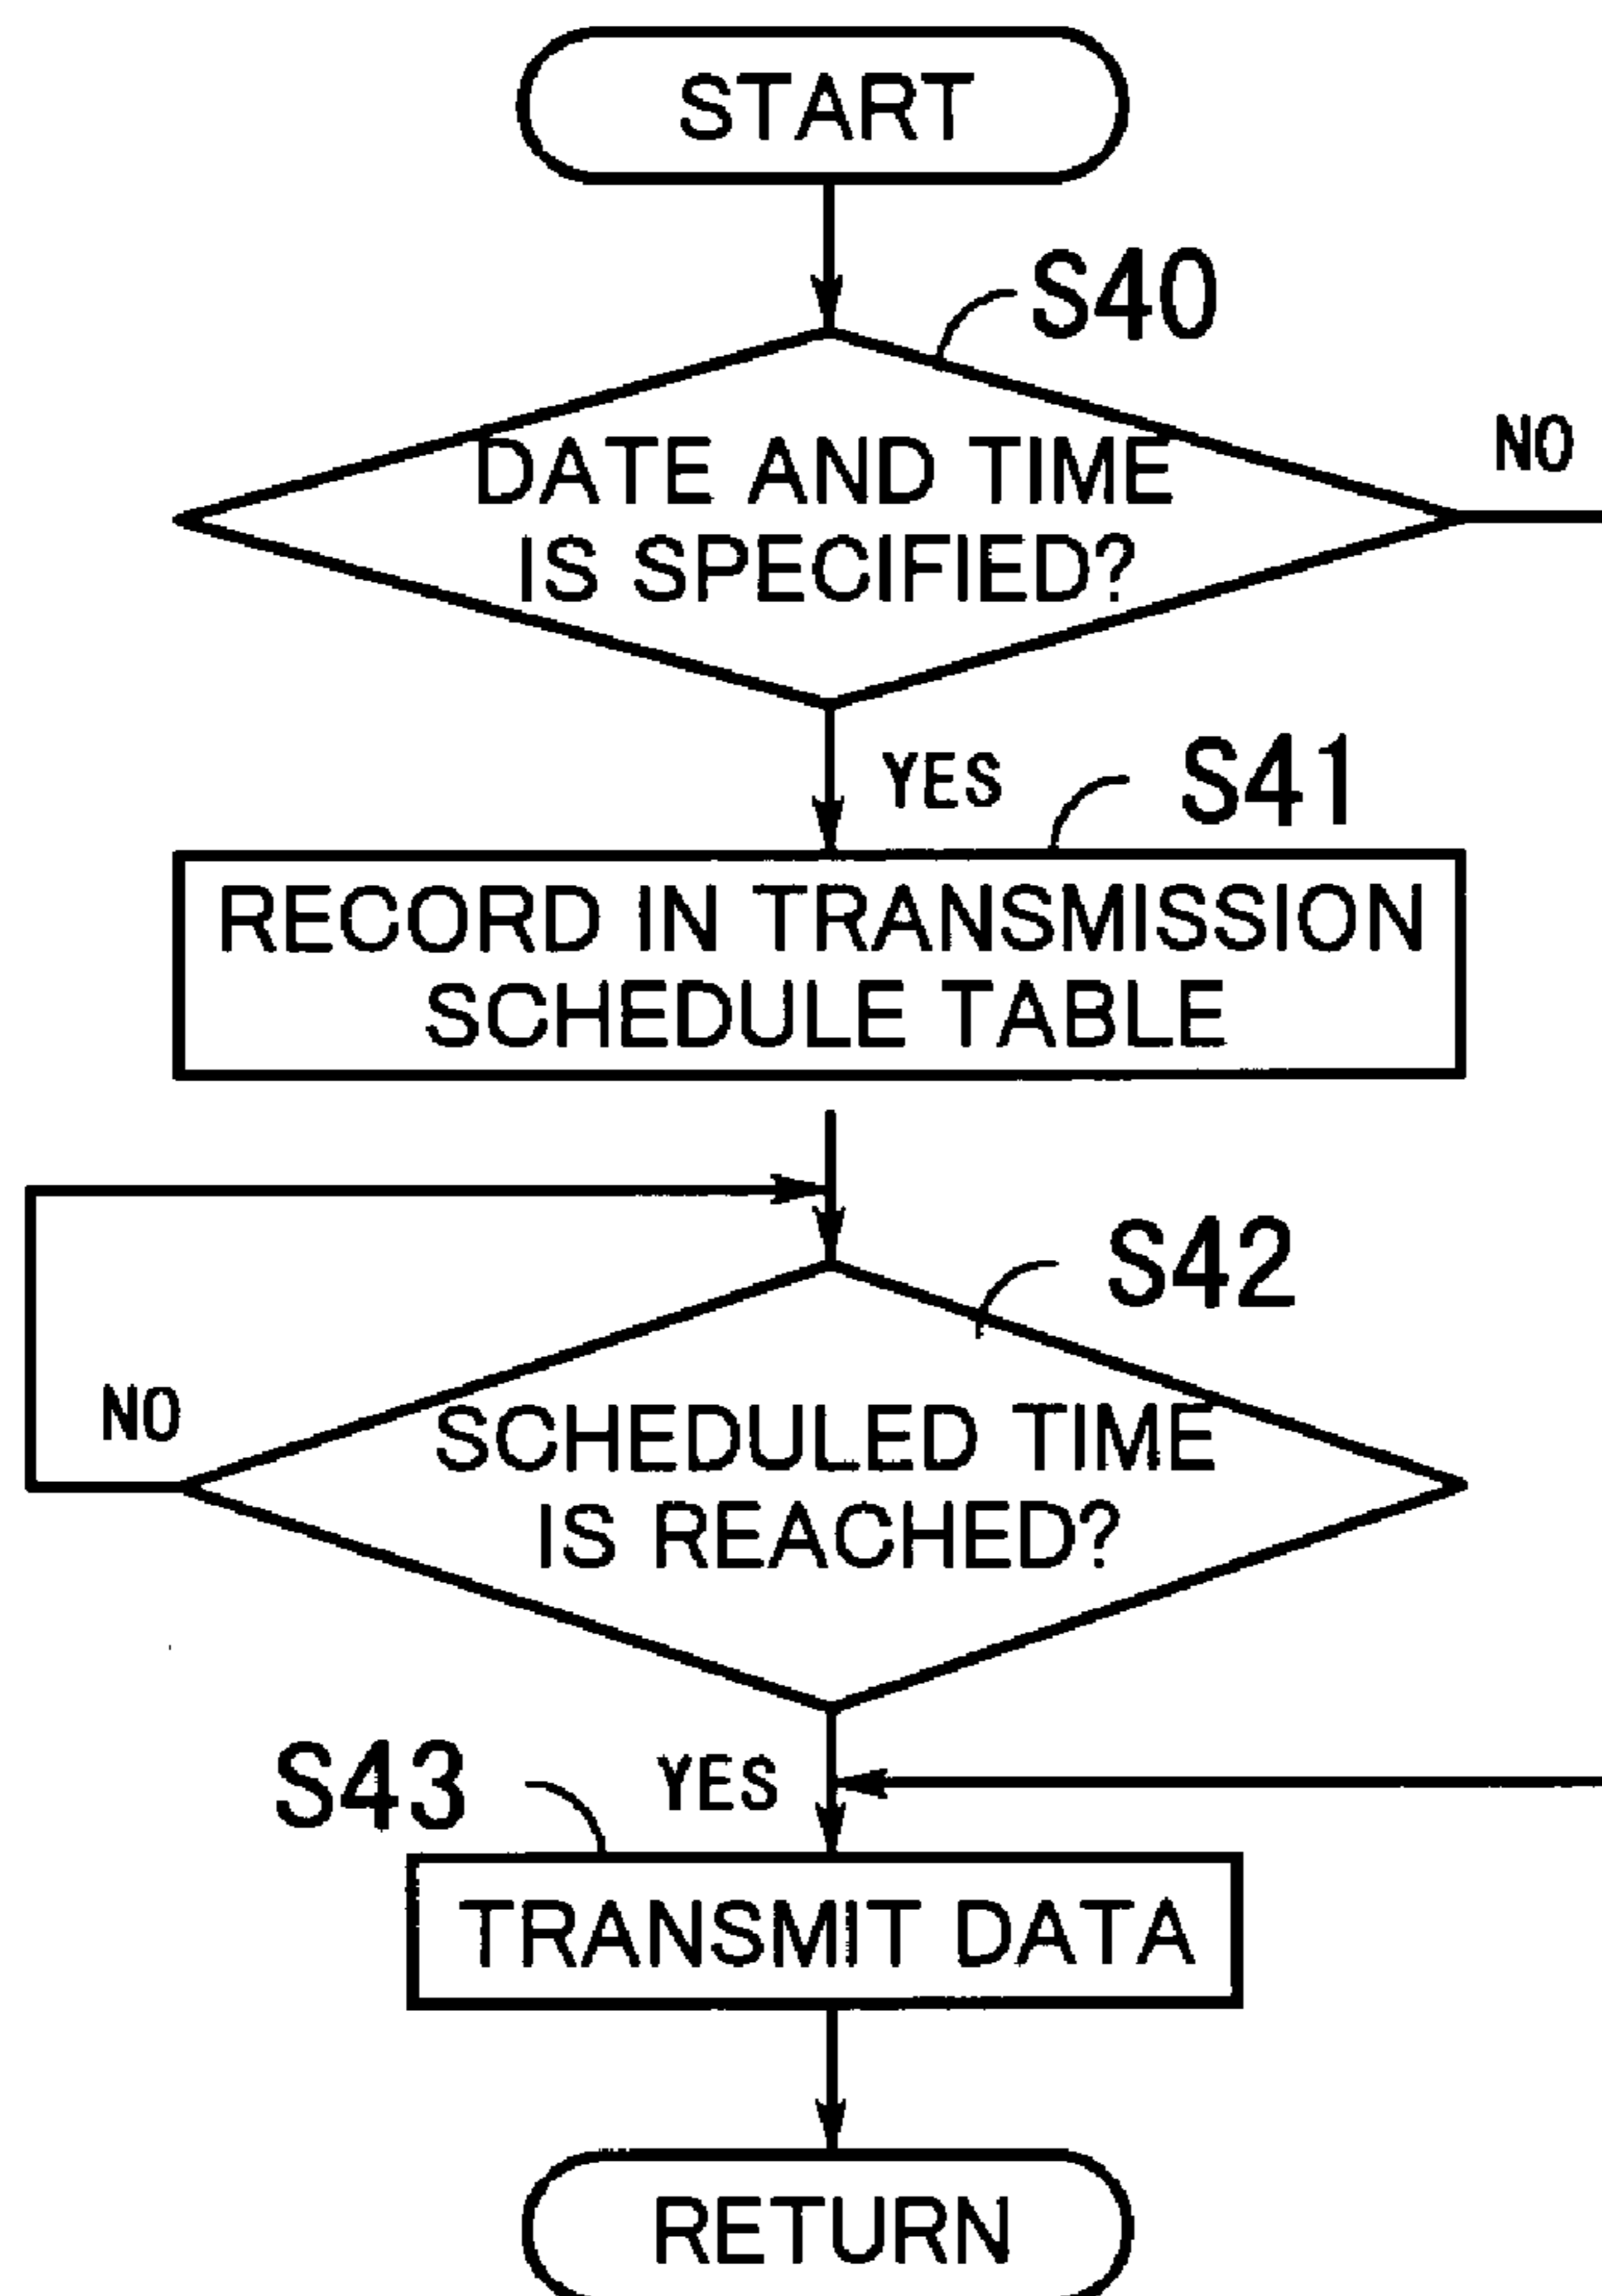 START
S40
NO
DATE AND TIME
IS SPECIFIED?
YES
S41
RECORD IN TRANSMISSION
SCHEDULE TABLE
S42
NO
SCHEDULED TIME
IS REACHED?
S43
YES
TRANSMIT DATA
RETURN